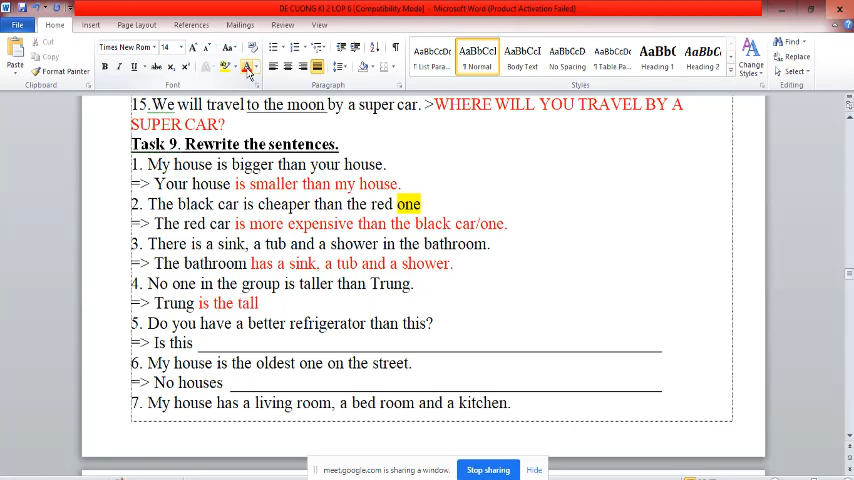 DE CUONG KI 2 LOP 6 [Compatibility Mode] - Microsoft Word (Product Activation Failed)
File Home Insert Page Layout References Mailings Review View
Cut
Copy
Format Painter
Paste
Clipboard
Times New Rom 14
Font
Paragraph
AaBbCcDc AaBbCcI AaBbCcI AaBbCcDc AaBbCcDc AaBbC AaBbCc
¶ List Para... ¶ Normal Body Text No Spacing ¶ Table Pa... Heading 1 Heading 2
Styles
Change
Styles
Find
Replace
Select
Editing
15.We will travel to the moon by a super car. >WHERE WILL YOU TRAVEL BY A
SUPER CAR?
Task 9. Rewrite the sentences.
1. My house is bigger than your house.
=> Your house is smaller than my house.
2. The black car is cheaper than the red one
=> The red car is more expensive than the black car/one.
3. There is a sink, a tub and a shower in the bathroom.
=> The bathroom has a sink, a tub and a shower.
4. No one in the group is taller than Trung.
=> Trung is the tall
5. Do you have a better refrigerator than this?
=> Is this
6. My house is the oldest one on the street.
=> No houses
7. My house has a living room, a bed room and a kitchen.
meet.google.com is sharing a window. Stop sharing Hide